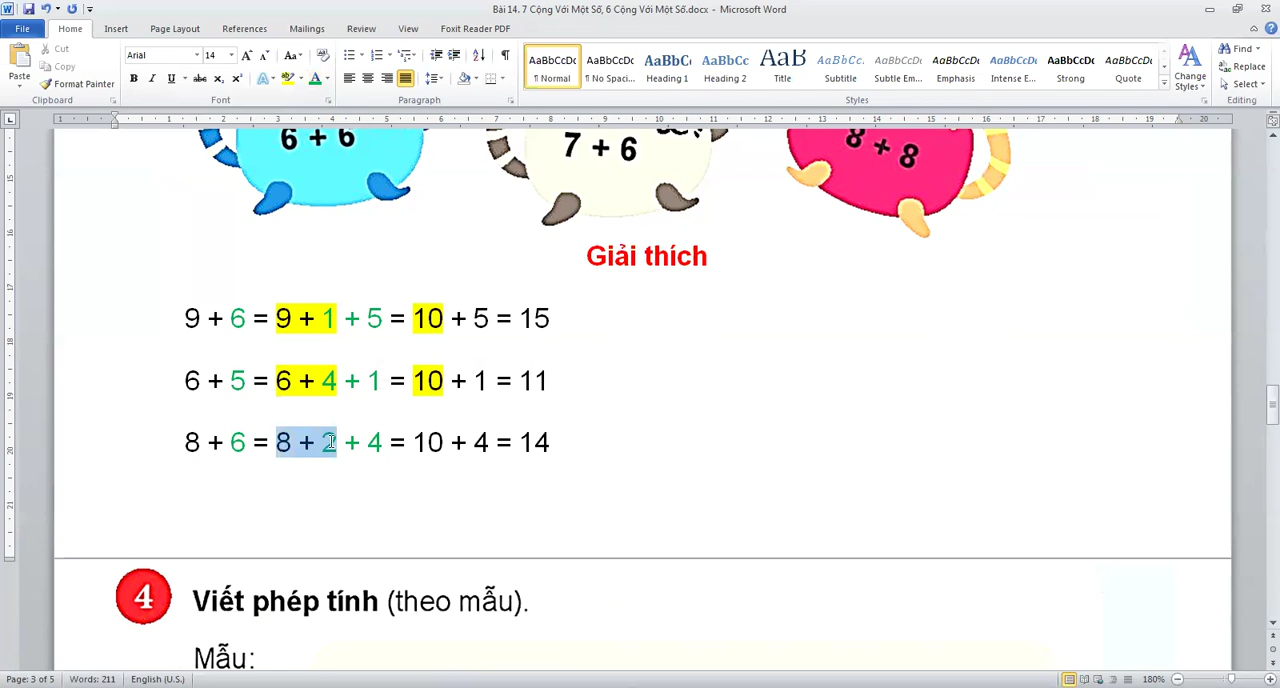 Bài 14. 7 Cộng Với Một Số, 6 Cộng Với Một Số.docx - Microsoft Word
File Home Insert Page Layout References Mailings Review View Foxit Reader PDF
Paste Cut Copy Format Painter
Arial 14
AaBbCcDc AaBbCcDc AaBbC AaBbCc AaB AaBbCc. AaBbCcDc AaBbCcDc AaBbCcDc AaBbCcDc AaBbCcDc
¶ Normal ¶ No Spaci... Heading 1 Heading 2 Title Subtitle Subtle Em... Emphasis Intense E... Strong Quote
Change Styles
Find Replace Select
Clipboard Font Paragraph Styles Editing
6 + 6 7 + 6 8 + 8
Giải thích
9 + 6 = 9 + 1 + 5 = 10 + 5 = 15
6 + 5 = 6 + 4 + 1 = 10 + 1 = 11
8 + 6 = 8 + 2 + 4 = 10 + 4 = 14
4 Viết phép tính (theo mẫu).
Mẫu:
Page: 3 of 5 Words: 211 English (U.S.) 180%